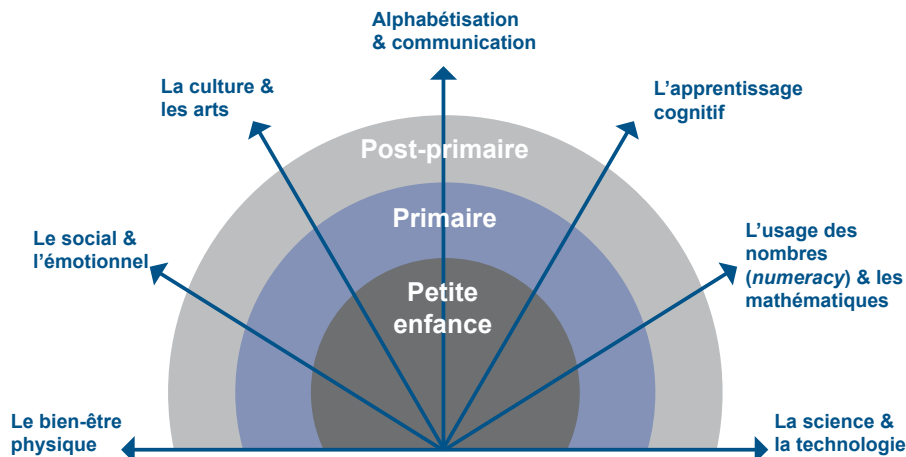 Alphabétisation
& communication
La culture &
les arts
L’apprentissage
cognitif
Post-primaire
Primaire
Le social &
l’émotionnel
L’usage des
nombres
(numeracy) & les
mathématiques
Petite
enfance
Le bien-être
physique
La science &
la technologie